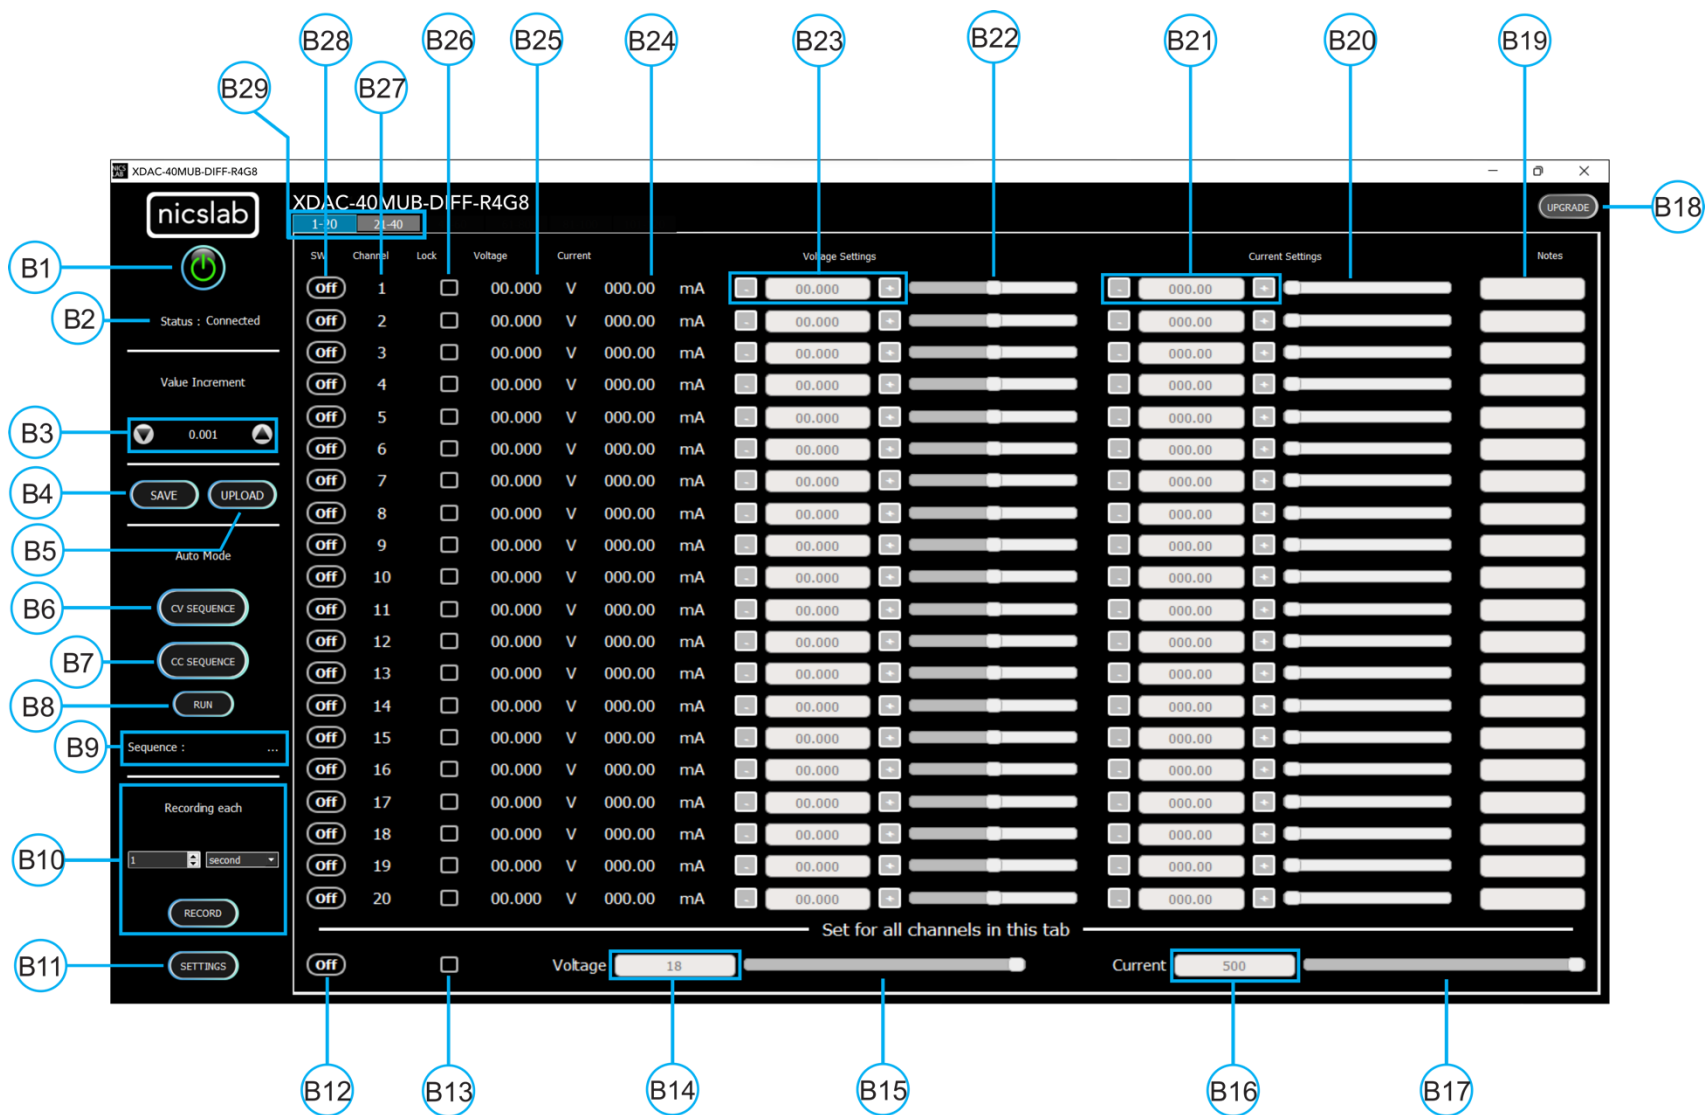 B28 B26 B25 B24 B23 B22 B21 B20 B19
B29 B27
NICS LAB XDAC-40MUB-DIFF-R4G8
nicslab XDAC-40MUB-DIFF-R4G8 UPGRADE B18
1-20 21-40
SW Channel Lock Voltage Current Voltage Settings Current Settings Notes
B1
Off 1 00.000 V 000.00 mA - 00.000 + - 000.00 +
B2 Status : Connected
Off 2 00.000 V 000.00 mA - 00.000 + - 000.00 +
Off 3 00.000 V 000.00 mA - 00.000 + - 000.00 +
Value Increment
Off 4 00.000 V 000.00 mA - 00.000 + - 000.00 +
Off 5 00.000 V 000.00 mA - 00.000 + - 000.00 +
B3 0.001
Off 6 00.000 V 000.00 mA - 00.000 + - 000.00 +
Off 7 00.000 V 000.00 mA - 00.000 + - 000.00 +
B4 SAVE UPLOAD
Off 8 00.000 V 000.00 mA - 00.000 + - 000.00 +
Off 9 00.000 V 000.00 mA - 00.000 + - 000.00 +
B5 Auto Mode
Off 10 00.000 V 000.00 mA - 00.000 + - 000.00 +
B6 CV SEQUENCE
Off 11 00.000 V 000.00 mA - 00.000 + - 000.00 +
Off 12 00.000 V 000.00 mA - 00.000 + - 000.00 +
B7 CC SEQUENCE
Off 13 00.000 V 000.00 mA - 00.000 + - 000.00 +
B8 RUN
Off 14 00.000 V 000.00 mA - 00.000 + - 000.00 +
Off 15 00.000 V 000.00 mA - 00.000 + - 000.00 +
B9 Sequence : ...
Off 16 00.000 V 000.00 mA - 00.000 + - 000.00 +
Recording each
Off 17 00.000 V 000.00 mA - 00.000 + - 000.00 +
Off 18 00.000 V 000.00 mA - 00.000 + - 000.00 +
B10 1 second
Off 19 00.000 V 000.00 mA - 00.000 + - 000.00 +
Off 20 00.000 V 000.00 mA - 00.000 + - 000.00 +
RECORD
Set for all channels in this tab
B11 SETTINGS
Off Voltage 18 Current 500
B12 B13 B14 B15 B16 B17